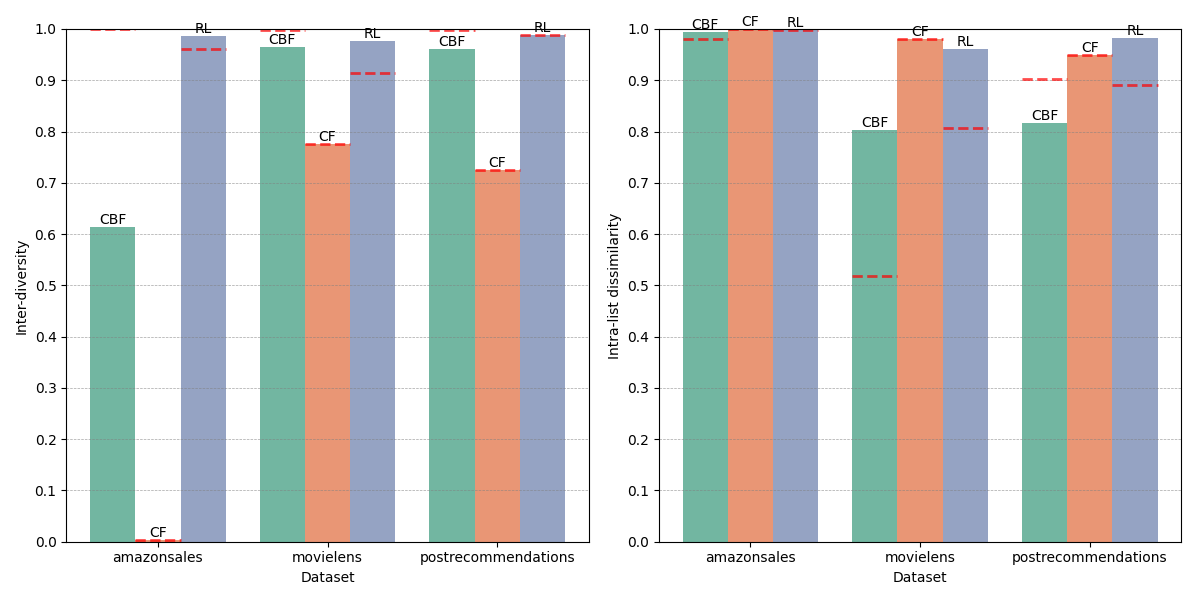 1.0
0.9
0.8
0.7
0.6
0.5
0.4
0.3
0.2
0.1
0.0
Inter-diversity
CBF
CF
RL
CBF
CF
RL
CBF
CF
RL
amazonsales
movielens
postrecommendations
Dataset
1.0
0.9
0.8
0.7
0.6
0.5
0.4
0.3
0.2
0.1
0.0
Intra-list dissimilarity
CBF
CF
RL
CBF
CF
RL
CBF
CF
RL
amazonsales
movielens
postrecommendations
Dataset